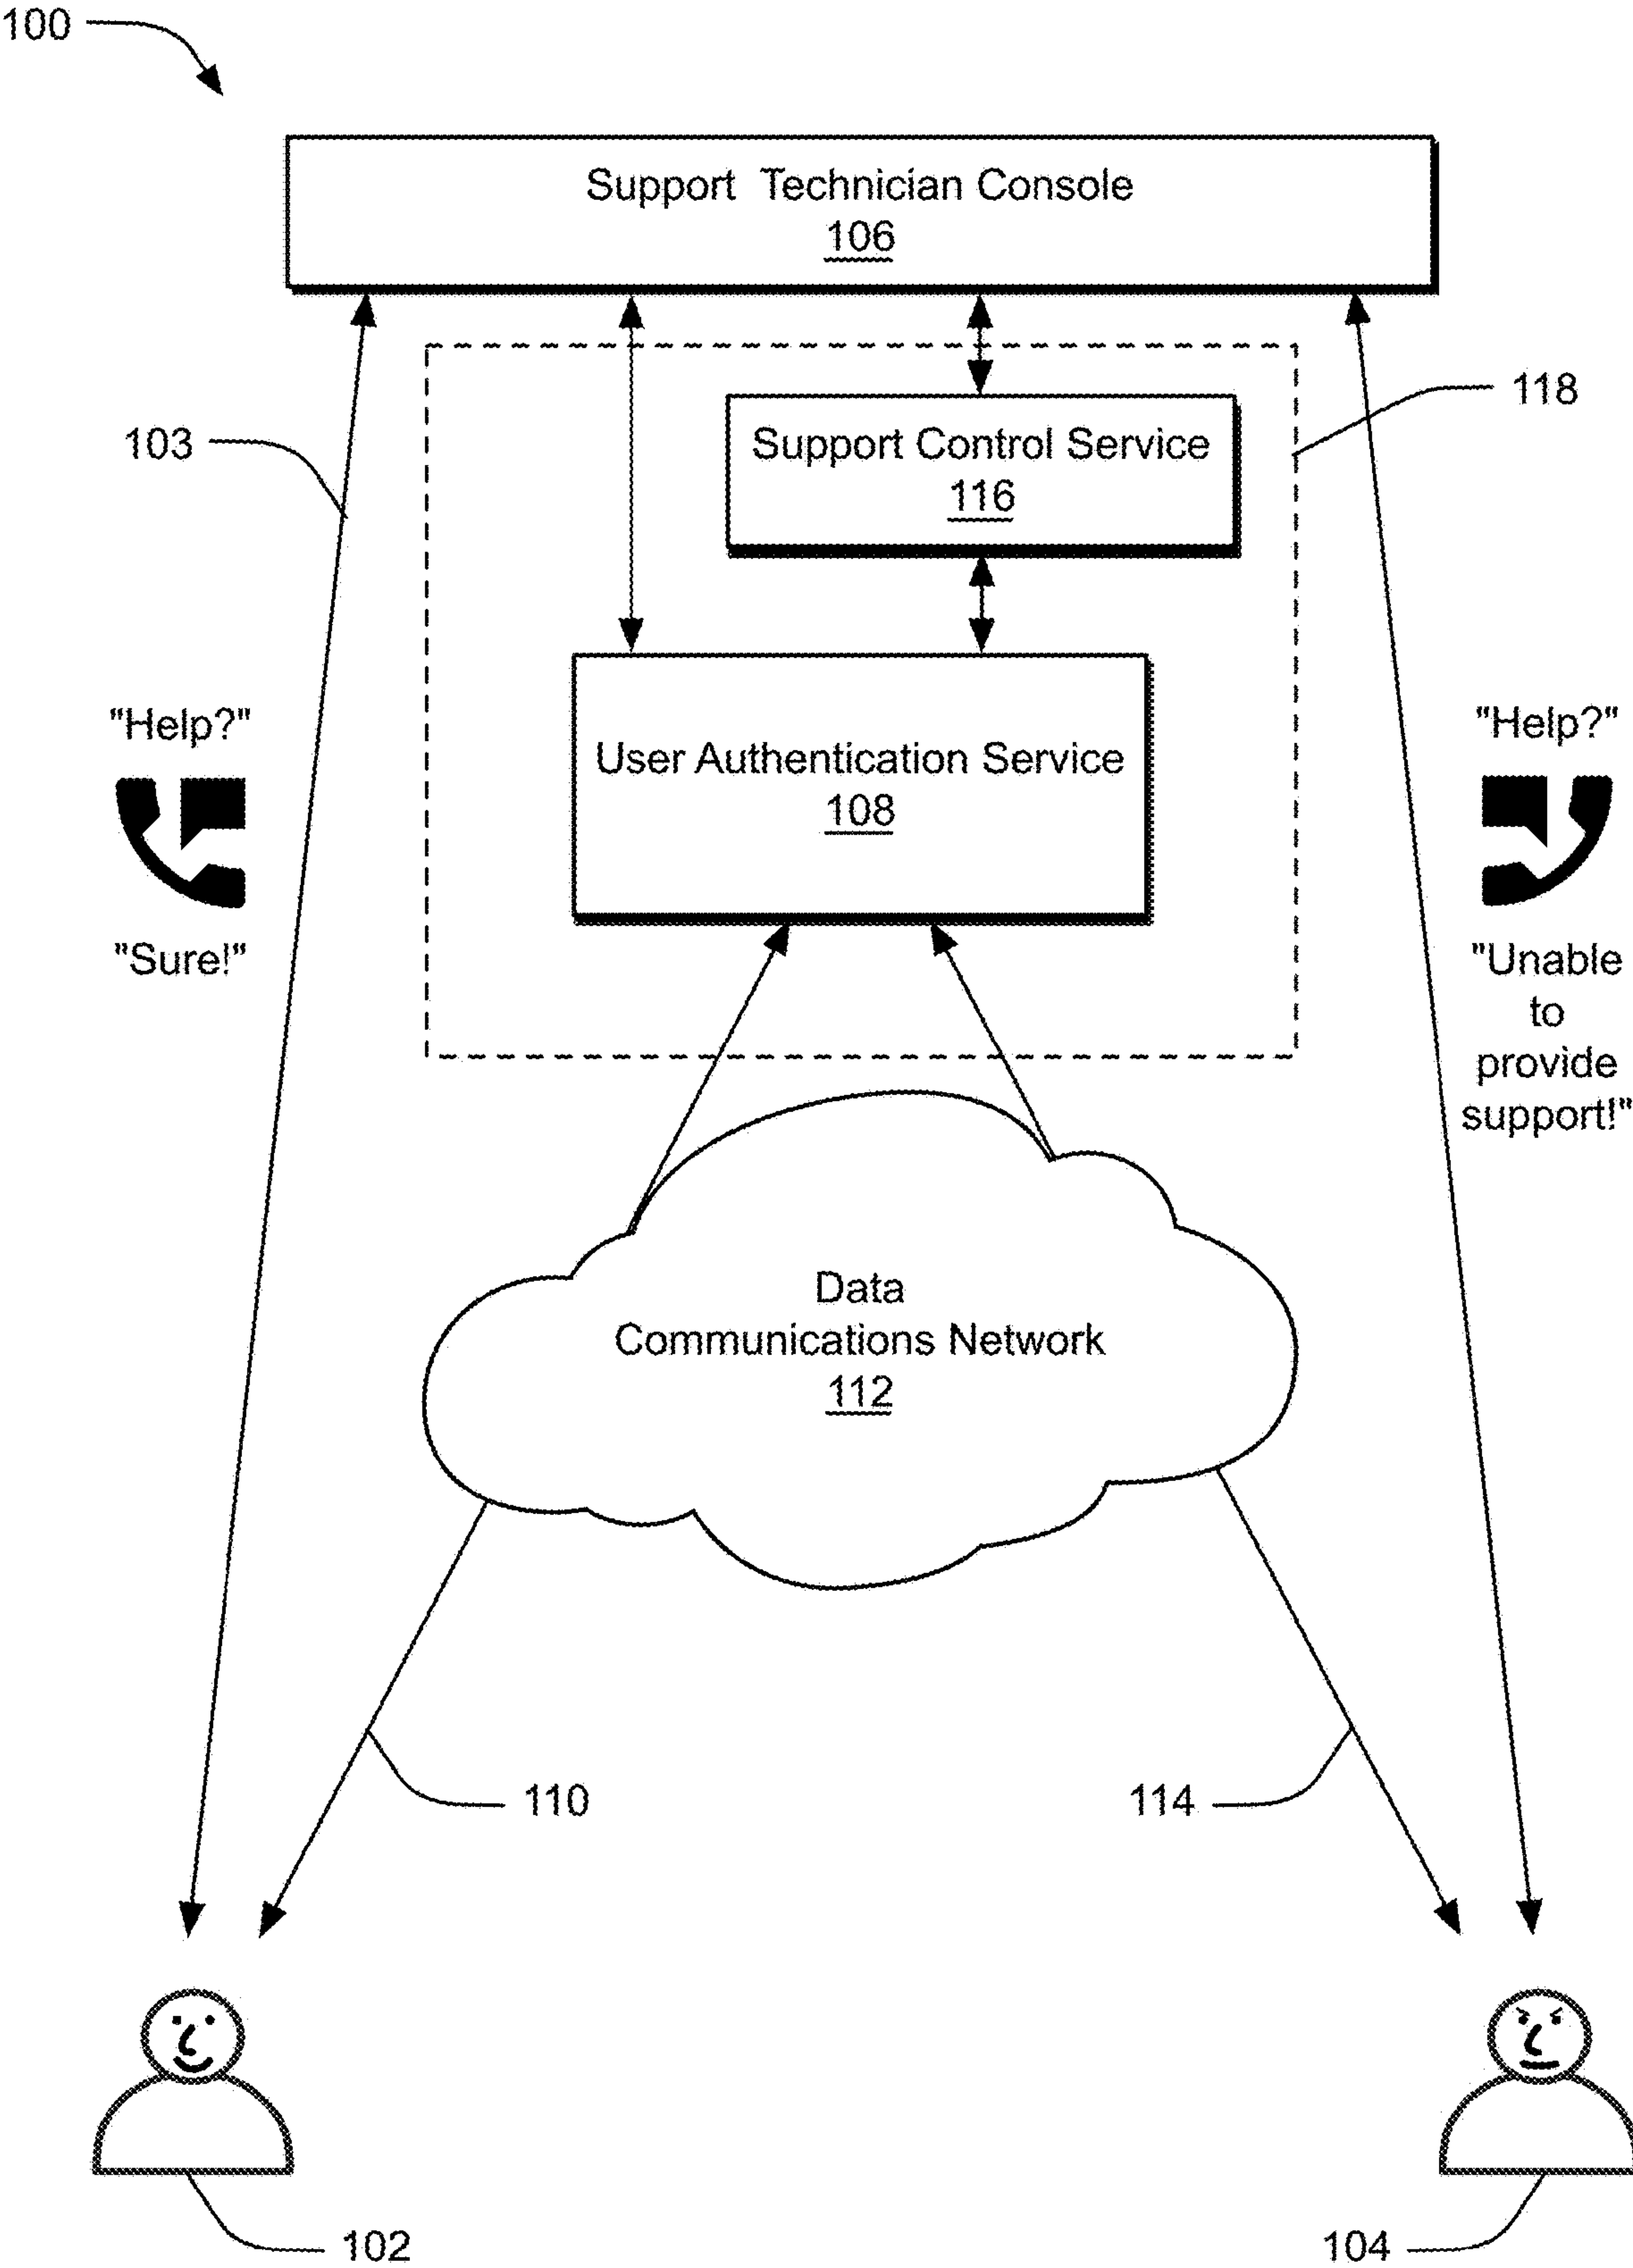 100
Support Technician Console
106
118
103
Support Control Service
116
"Help?"
"Sure!"
User Authentication Service
108
"Help?"
"Unable
to
provide
support!"
Data
Communications Network
112
110
114
102
104